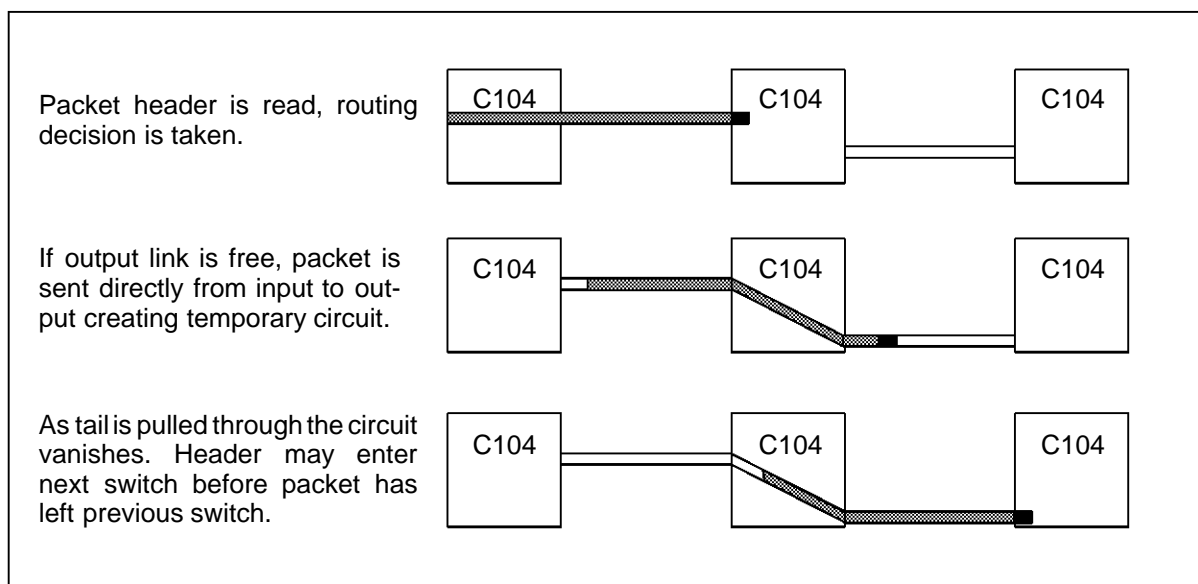 Packet header is read, routing
decision is taken.
C104 C104 C104
If output link is free, packet is
sent directly from input to out-
put creating temporary circuit.
C104 C104 C104
As tail is pulled through the circuit
vanishes. Header may enter
next switch before packet has
left previous switch.
C104 C104 C104